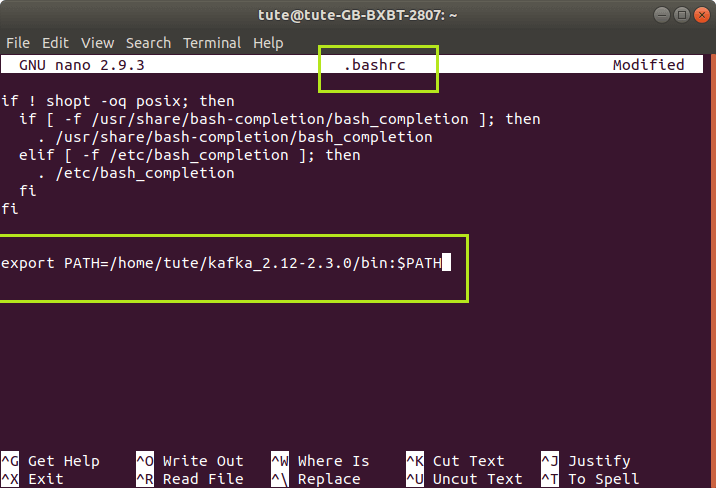 tute@tute-GB-BXBT-2807: ~
File Edit View Search Terminal Help
GNU nano 2.9.3 .bashrc Modified
if ! shopt -oq posix; then
  if [ -f /usr/share/bash-completion/bash_completion ]; then
    . /usr/share/bash-completion/bash_completion
  elif [ -f /etc/bash_completion ]; then
    . /etc/bash_completion
  fi
fi
export PATH=/home/tute/kafka_2.12-2.3.0/bin:$PATH
^G Get Help ^O Write Out ^W Where Is ^K Cut Text ^J Justify
^X Exit ^R Read File ^\ Replace ^U Uncut Text ^T To Spell